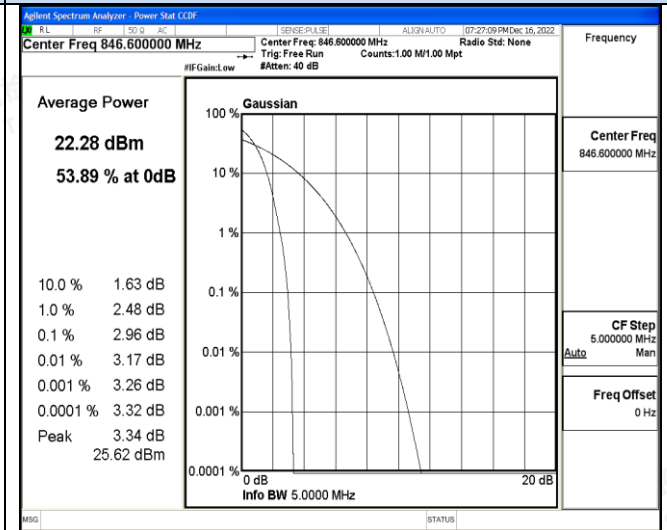 Agilent Spectrum Analyzer - Power Stat CCDF
RL RF 50 Ω AC SENSE:PULSE ALIGN AUTO 07:27:09 PM Dec 16, 2022
Center Freq 846.600000 MHz
Center Freq: 846.600000 MHz Radio Std: None
Trig: Free Run Counts:1.00 M/1.00 Mpt
#IFGain:Low #Atten: 40 dB
Frequency
Average Power
22.28 dBm
53.89 % at 0dB
10.0 % 1.63 dB
1.0 % 2.48 dB
0.1 % 2.96 dB
0.01 % 3.17 dB
0.001 % 3.26 dB
0.0001 % 3.32 dB
Peak 3.34 dB
25.62 dBm
Gaussian
100 %
10 %
1 %
0.1 %
0.01 %
0.001 %
0.0001 %
0 dB 20 dB
Info BW 5.0000 MHz
Center Freq
846.600000 MHz
CF Step
5.000000 MHz
Auto Man
Freq Offset
0 Hz
MSG STATUS